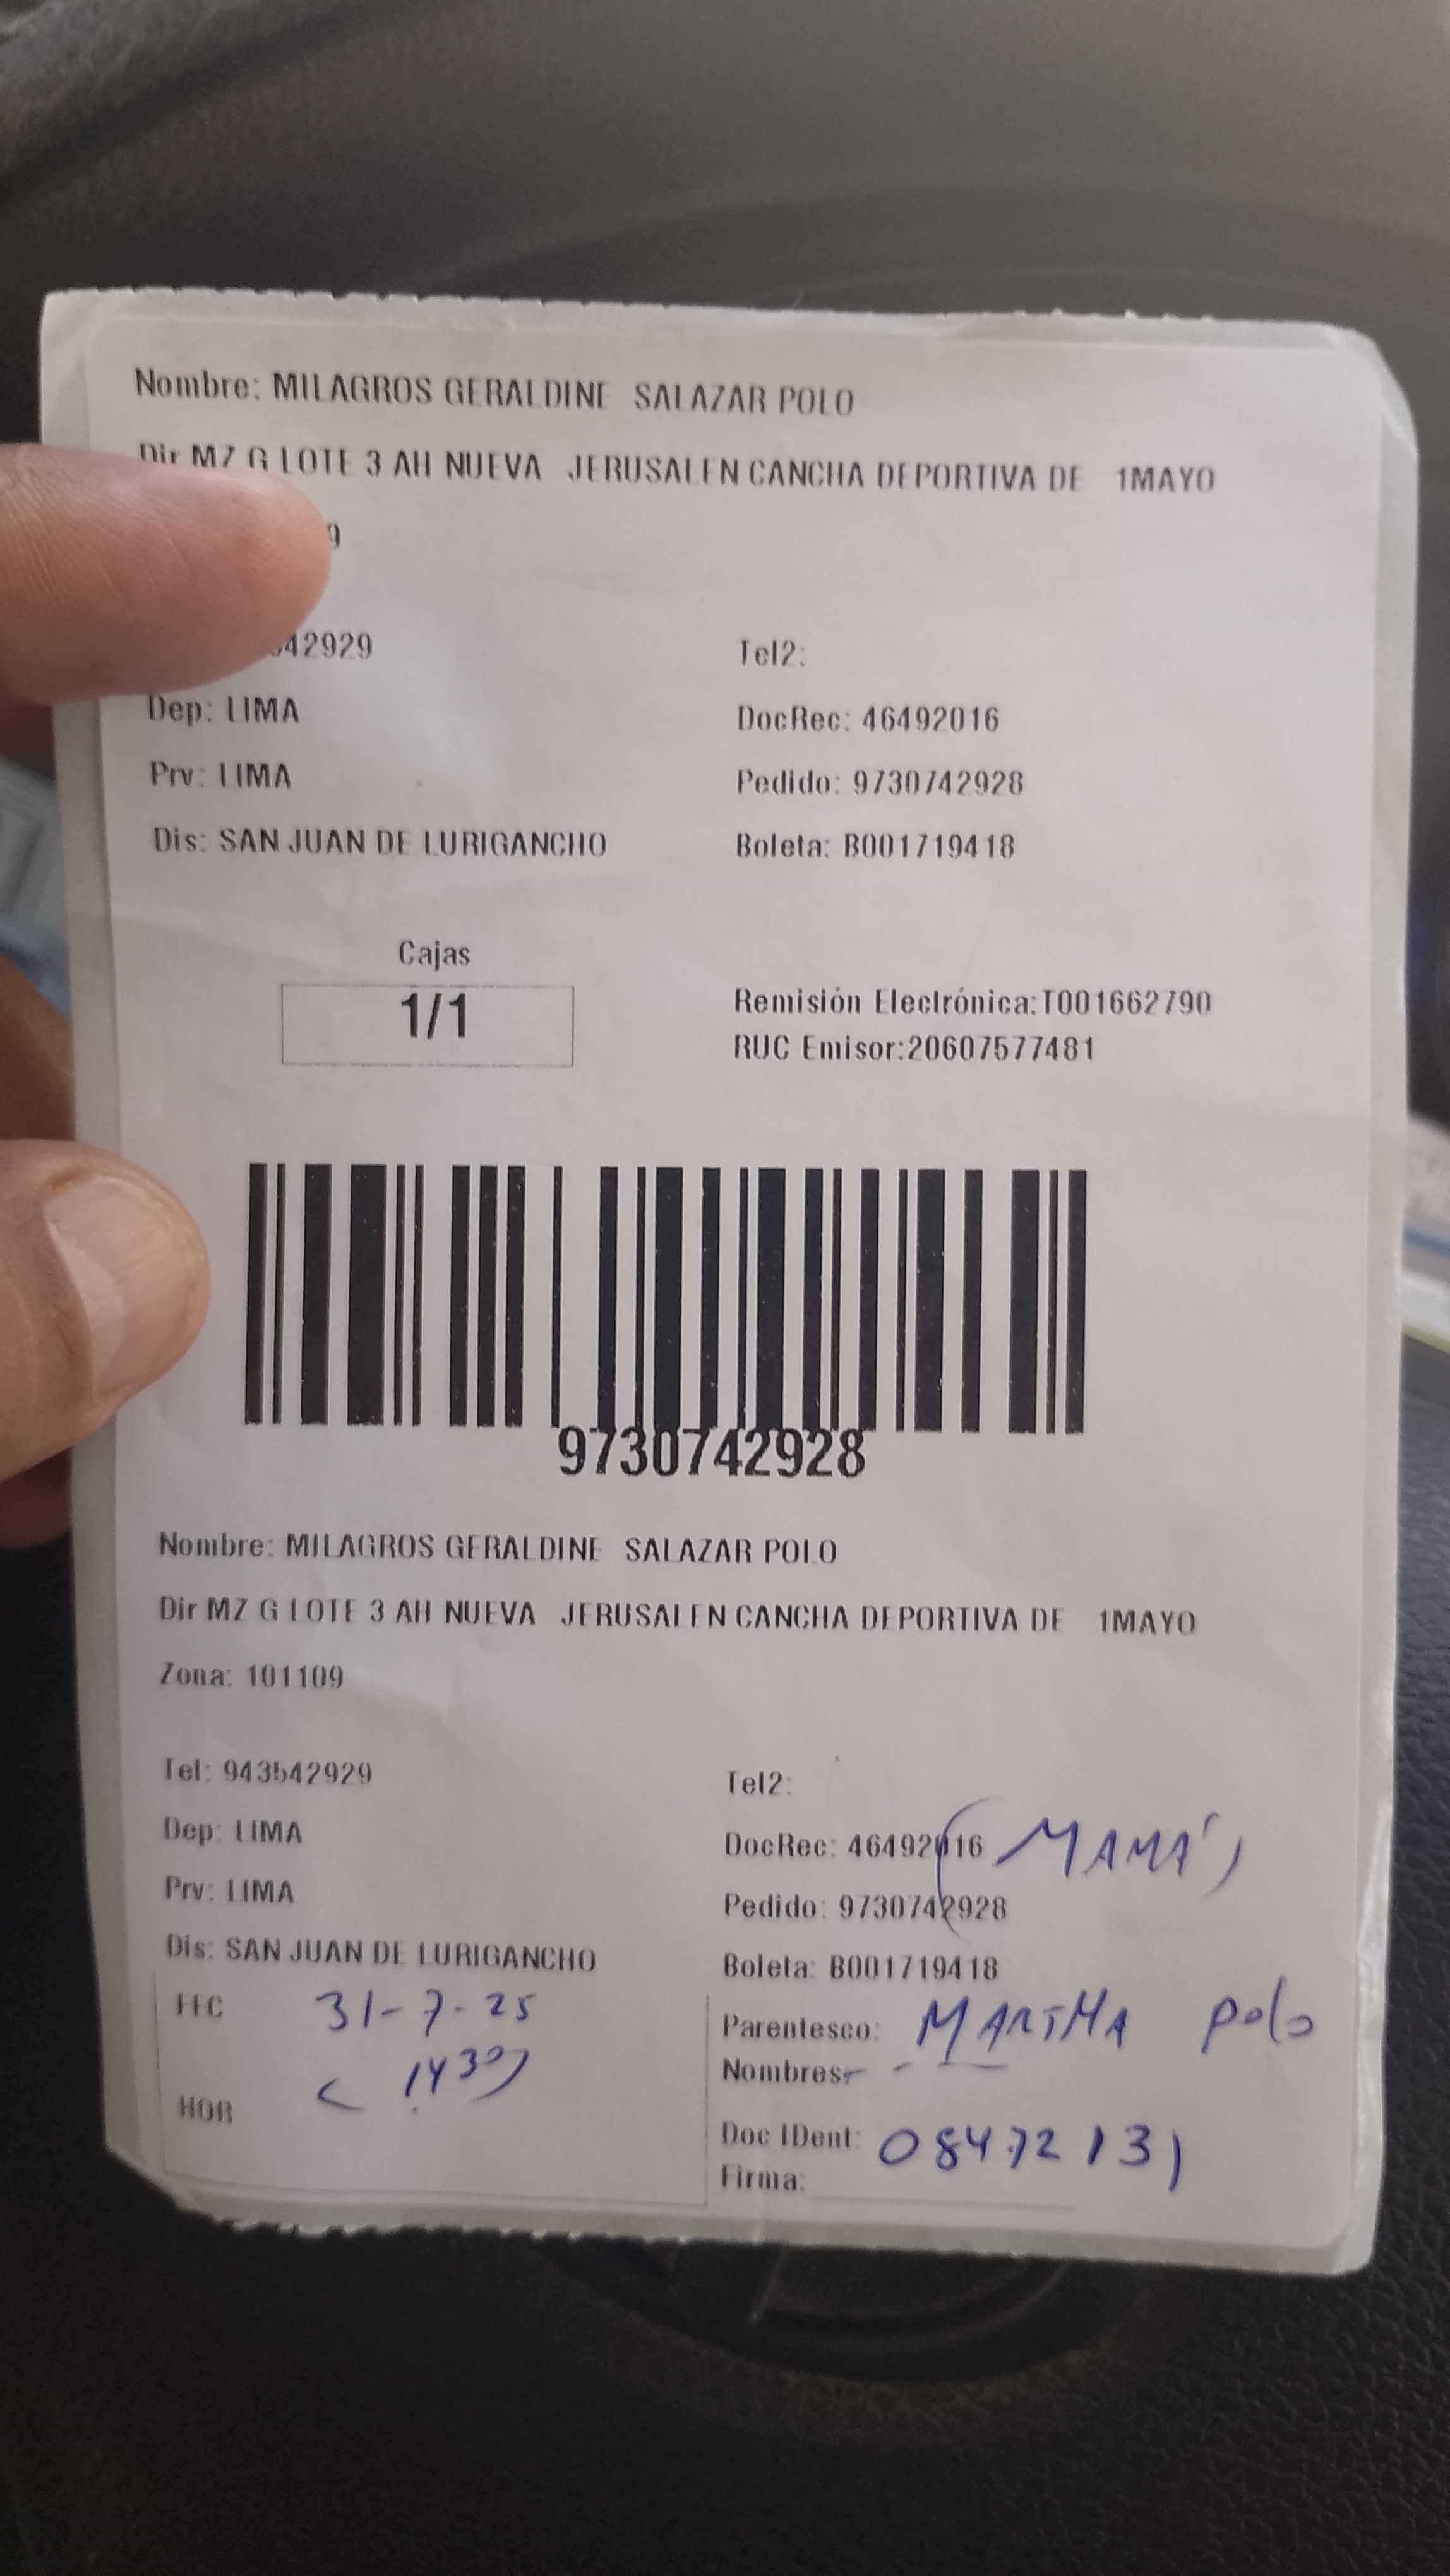 Nombre: MILAGROS GERALDINE SALAZAR POLO
Dir MZ G LOTE 3 AH NUEVA JERUSALEN CANCHA DEPORTIVA DE 1MAYO
9
42929 Tel2:
Dep: LIMA DocRec: 46492016
Prv: LIMA Pedido: 9730742928
Dis: SAN JUAN DE LURIGANCHO Boleta: B001719418
Cajas
1/1
Remisión Electrónica:T001662790
RUC Emisor:20607577481
9730742928
Nombre: MILAGROS GERALDINE SALAZAR POLO
Dir MZ G LOTE 3 AH NUEVA JERUSALEN CANCHA DEPORTIVA DE 1MAYO
Zona: 101109
Tel: 943542929 Tel2:
Dep: LIMA DocRec: 46492016 (MAMÁ)
Prv: LIMA Pedido: 9730742928
Dis: SAN JUAN DE LURIGANCHO Boleta: B001719418
FEC 31-7-25 Parentesco: MARTHA polo
(1430) Nombres:
HOR Doc IDent: 08472131
Firma: